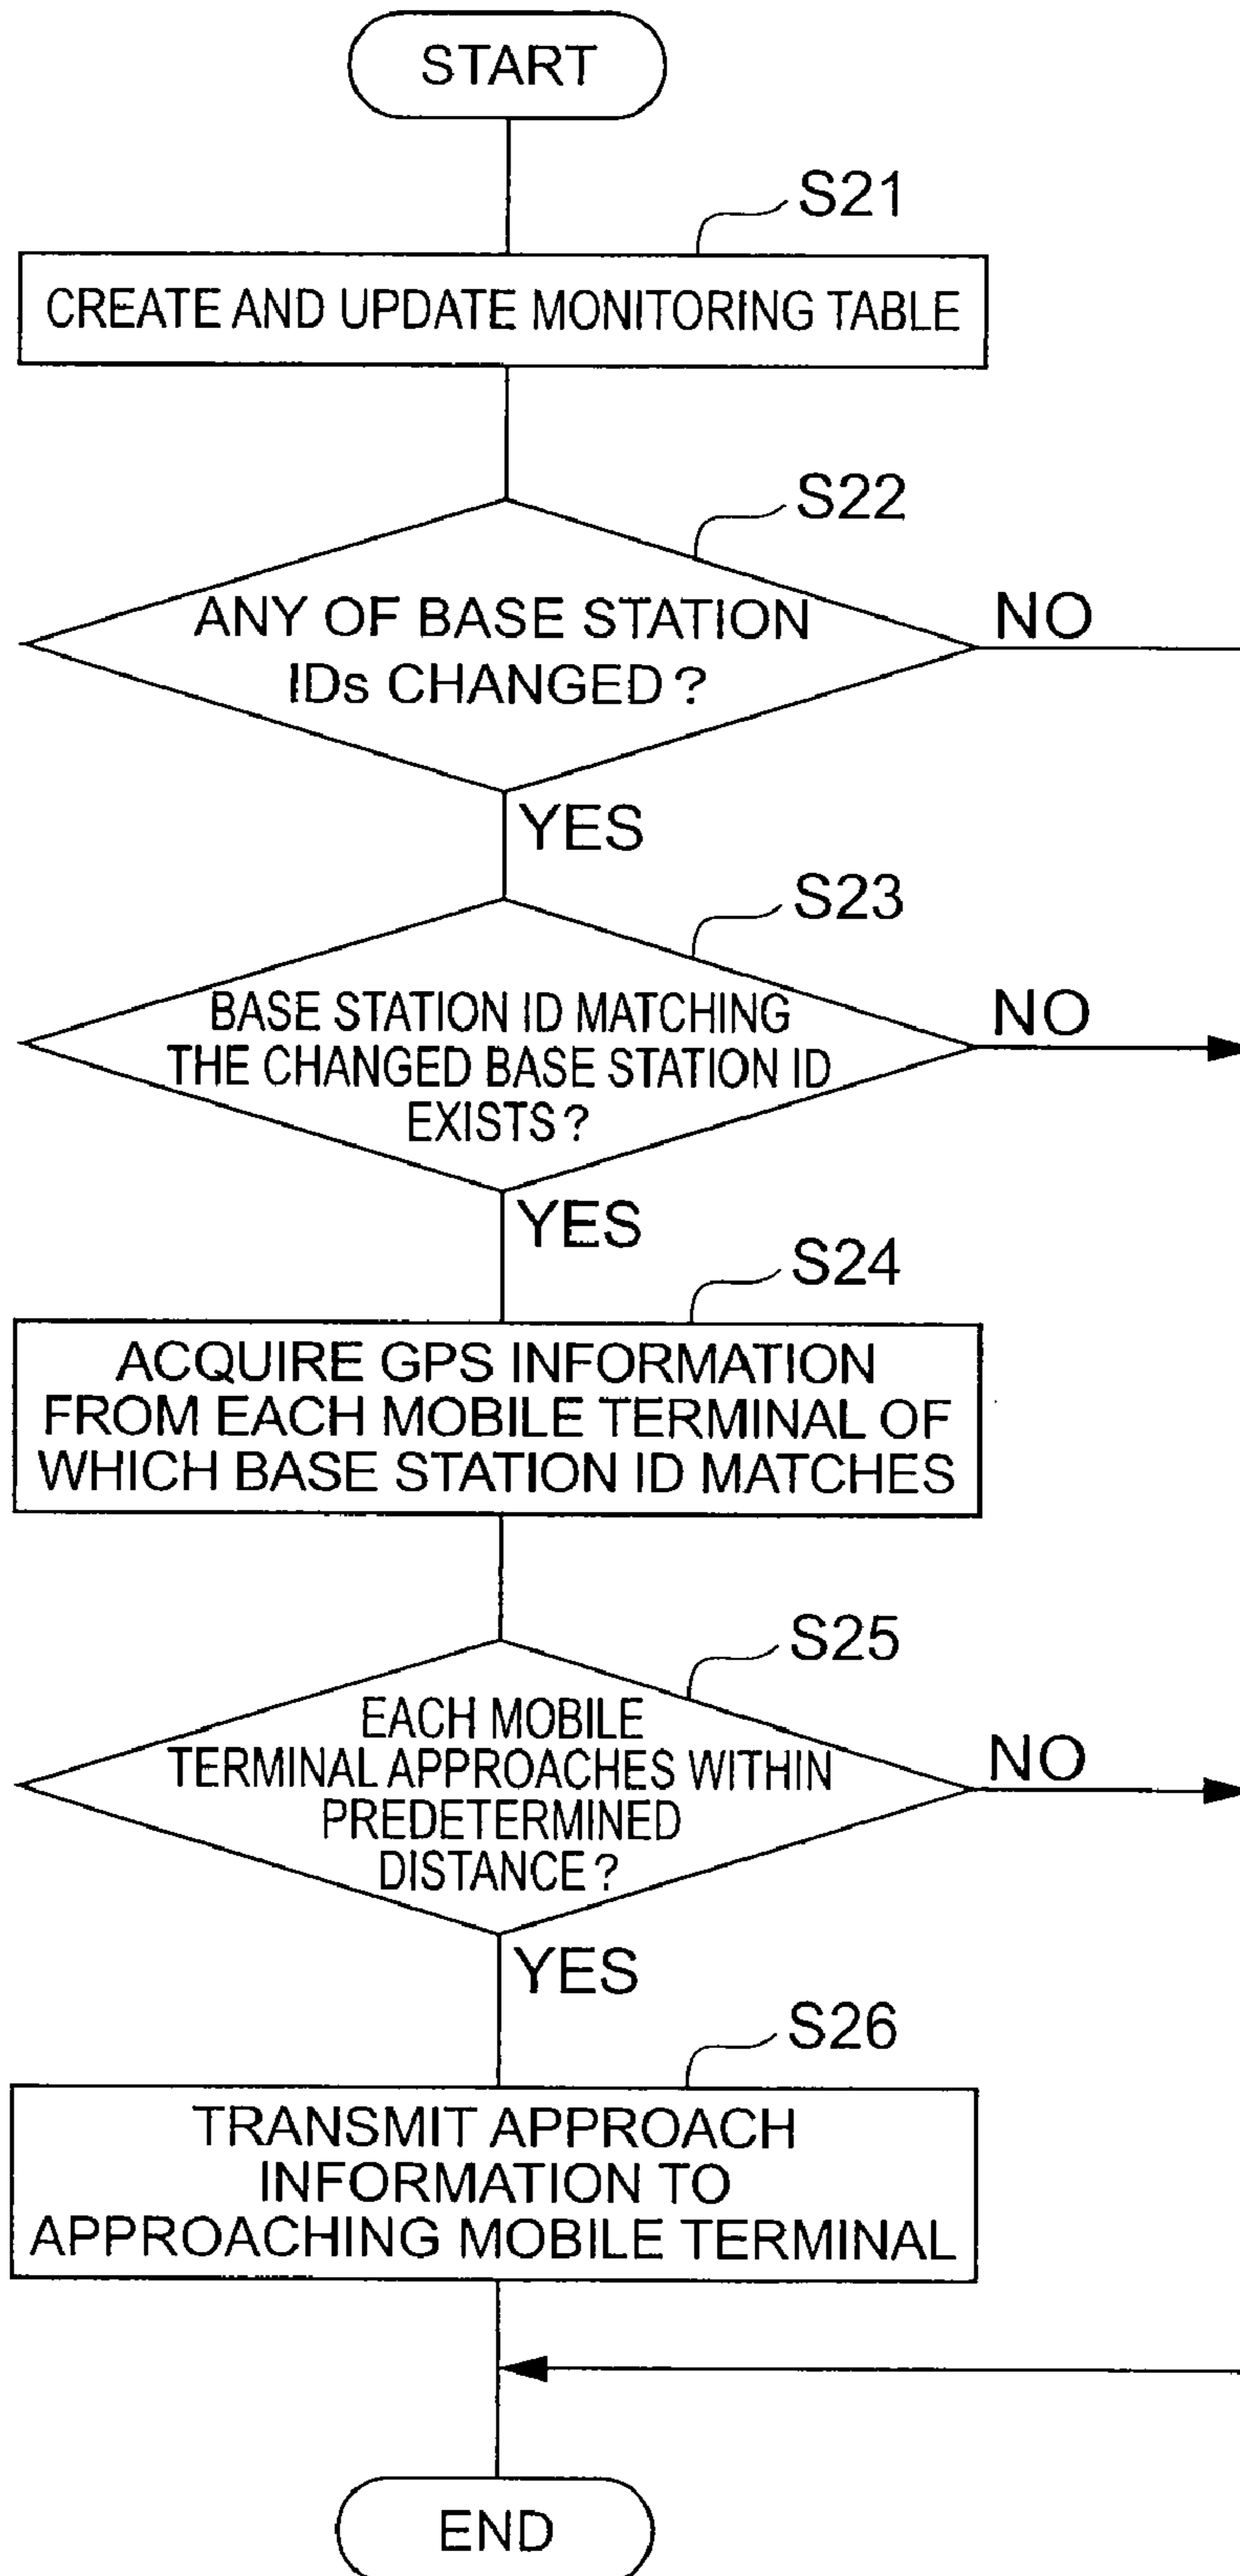 START
S21
CREATE AND UPDATE MONITORING TABLE
S22
ANY OF BASE STATION
IDs CHANGED?
NO
YES
S23
BASE STATION ID MATCHING
THE CHANGED BASE STATION ID
EXISTS?
NO
YES
S24
ACQUIRE GPS INFORMATION
FROM EACH MOBILE TERMINAL OF
WHICH BASE STATION ID MATCHES
S25
EACH MOBILE
TERMINAL APPROACHES WITHIN
PREDETERMINED
DISTANCE?
NO
YES
S26
TRANSMIT APPROACH
INFORMATION TO
APPROACHING MOBILE TERMINAL
END